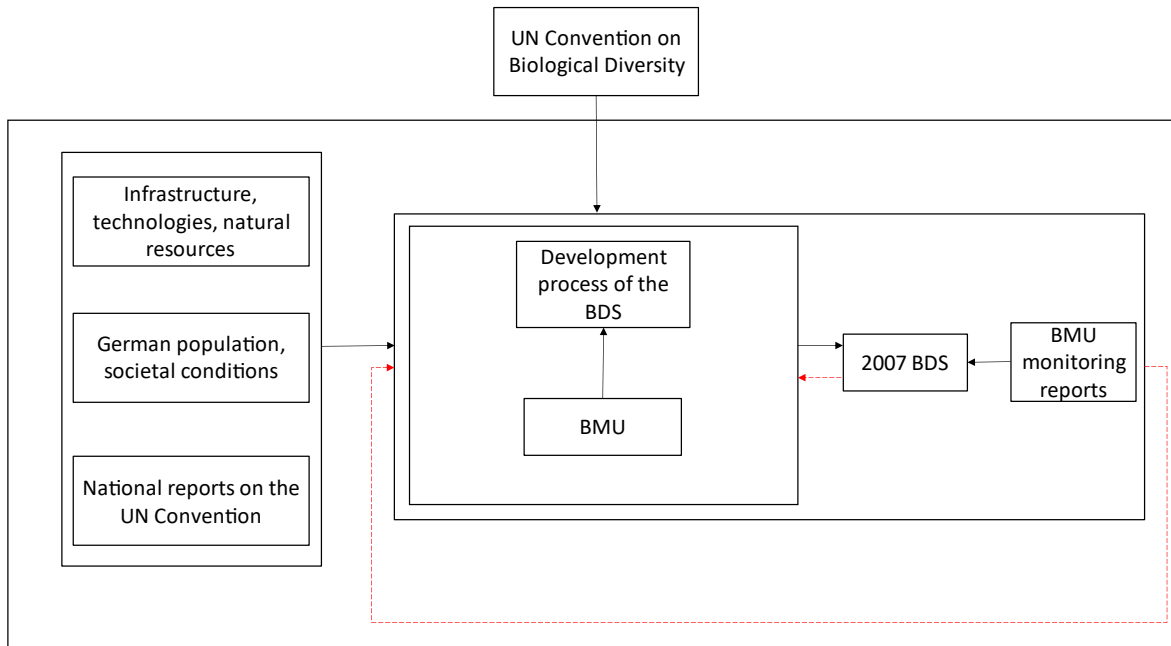 UN Convention on
Biological Diversity
Infrastructure,
technologies, natural
resources
German population,
societal conditions
National reports on the
UN Convention
Development
process of the
BDS
BMU
2007 BDS
BMU
monitoring
reports